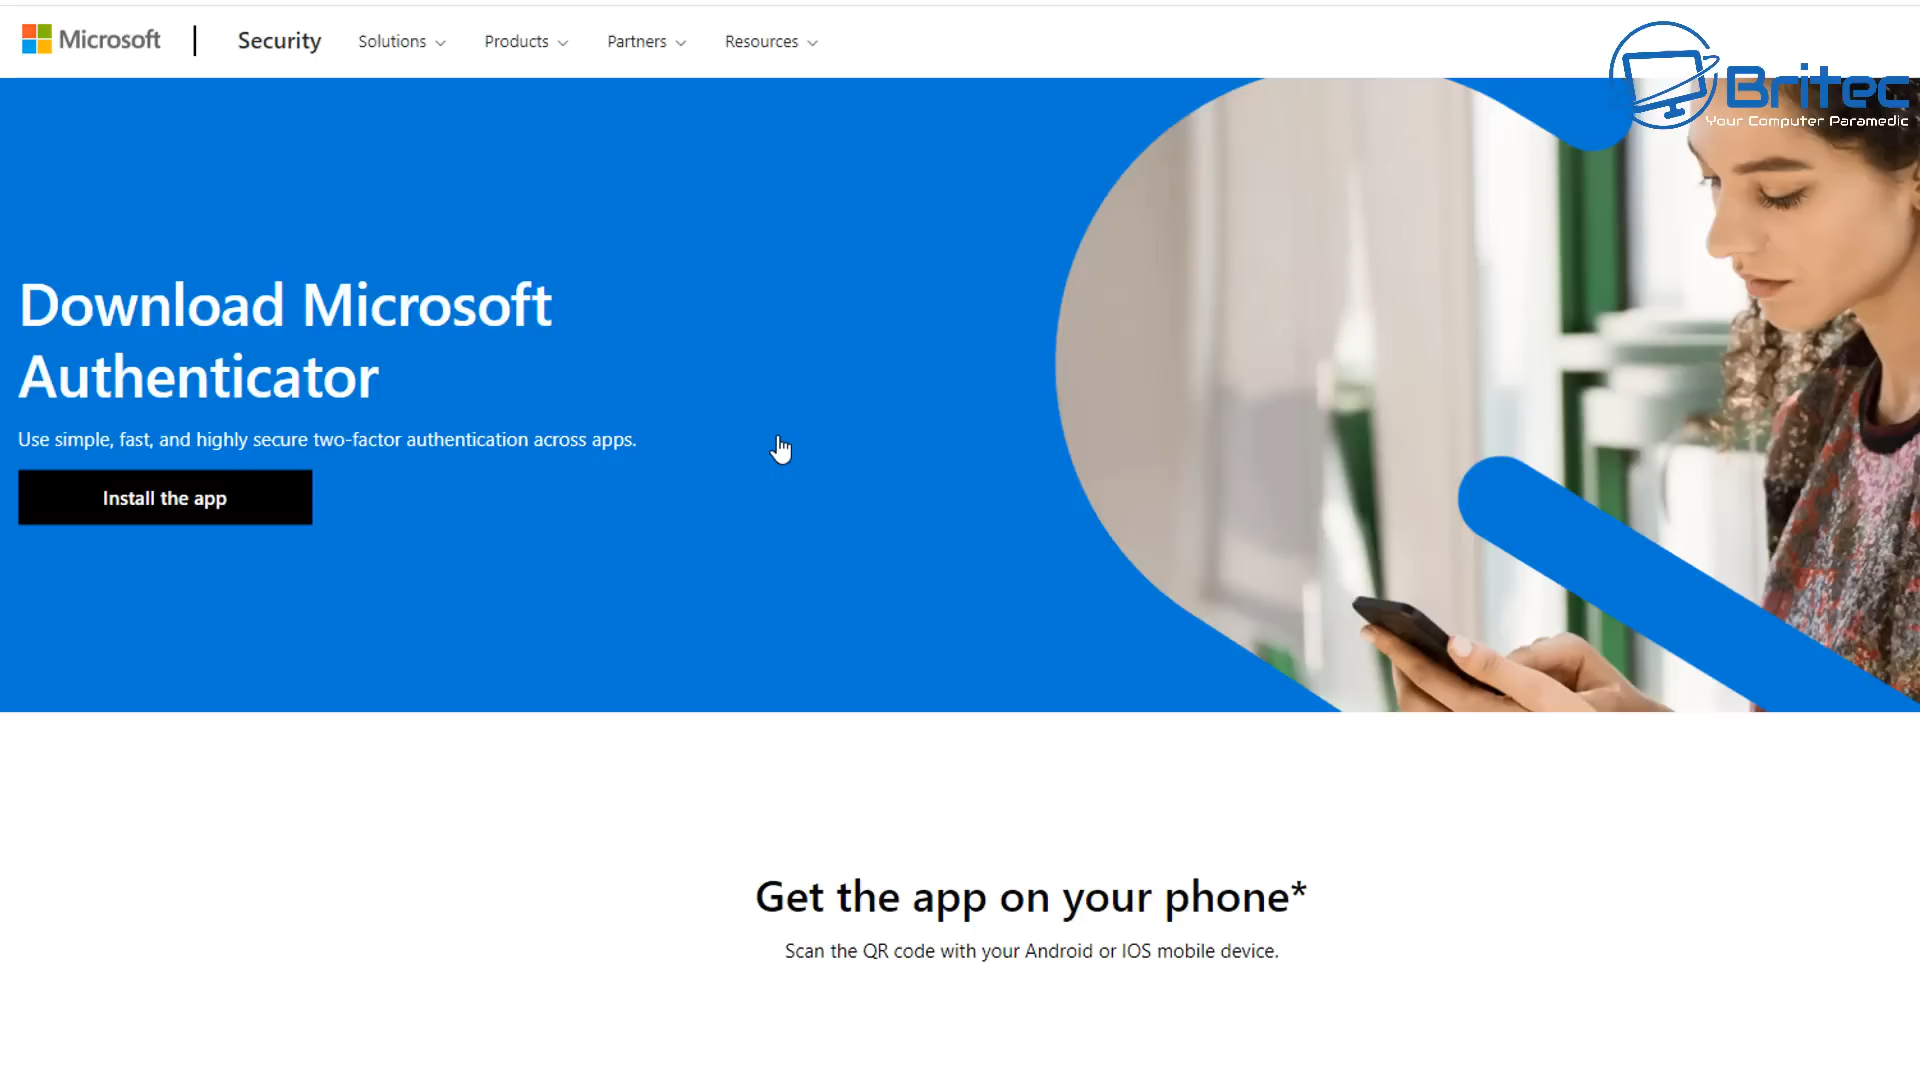 Microsoft
Security
Solutions
Products
Partners
Resources
Britec
Your Computer Paramedic
Download Microsoft
Authenticator
Use simple, fast, and highly secure two-factor authentication across apps.
Install the app
Get the app on your phone*
Scan the QR code with your Android or IOS mobile device.